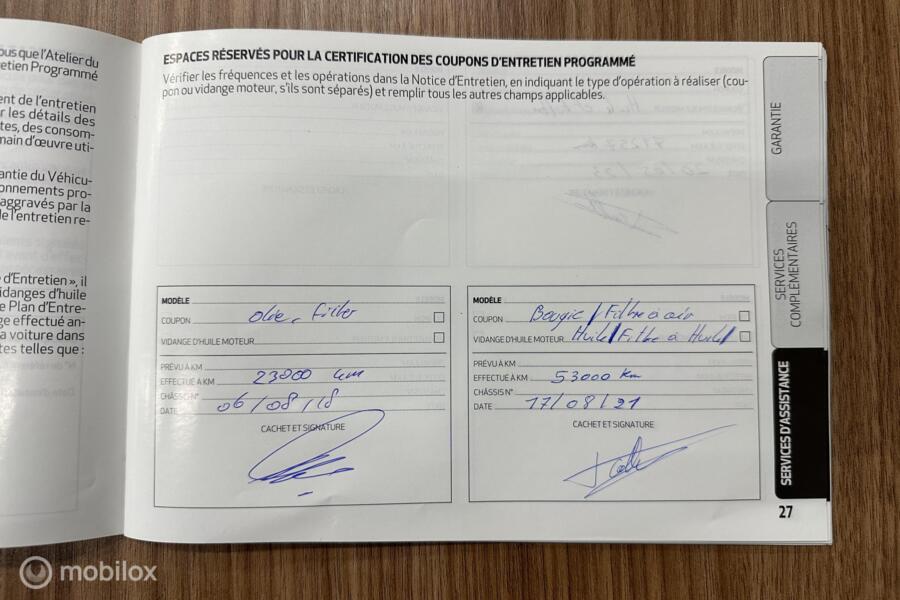 ous que l'Atelier du
retien Programmé
ent de l'entretien
r les détails des
tes, des consom-
main d'œuvre uti-
antie du Véhicu-
onnements pro-
aggravés par la
de l'entretien re-
d'Entretien », il
idanges d'huile
e Plan d'Entre-
ge effectué an-
a voiture dans
tes telles que :
ESPACES RÉSERVÉS POUR LA CERTIFICATION DES COUPONS D'ENTRETIEN PROGRAMMÉ
Vérifier les fréquences et les opérations dans la Notice d'Entretien, en indiquant le type d'opération à réaliser (cou-
pon ou vidange moteur, s'ils sont séparés) et remplir tous les autres champs applicables.
MODÈLE
COUPON Olie, Filter
VIDANGE D'HUILE MOTEUR
PRÉVU À KM
EFFECTUÉ À KM 23800 km
CHÂSSIS N°
DATE 06/08/18
CACHET ET SIGNATURE
MODÈLE
COUPON Bougie / Filtre à air
VIDANGE D'HUILE MOTEUR Huile / Filtre à Huile
PRÉVU À KM
EFFECTUÉ À KM 53000 km
CHÂSSIS N°
DATE 17/08/21
CACHET ET SIGNATURE
GARANTIE
SERVICES
COMPLÉMENTAIRES
SERVICES D'ASSISTANCE
27
mobilox